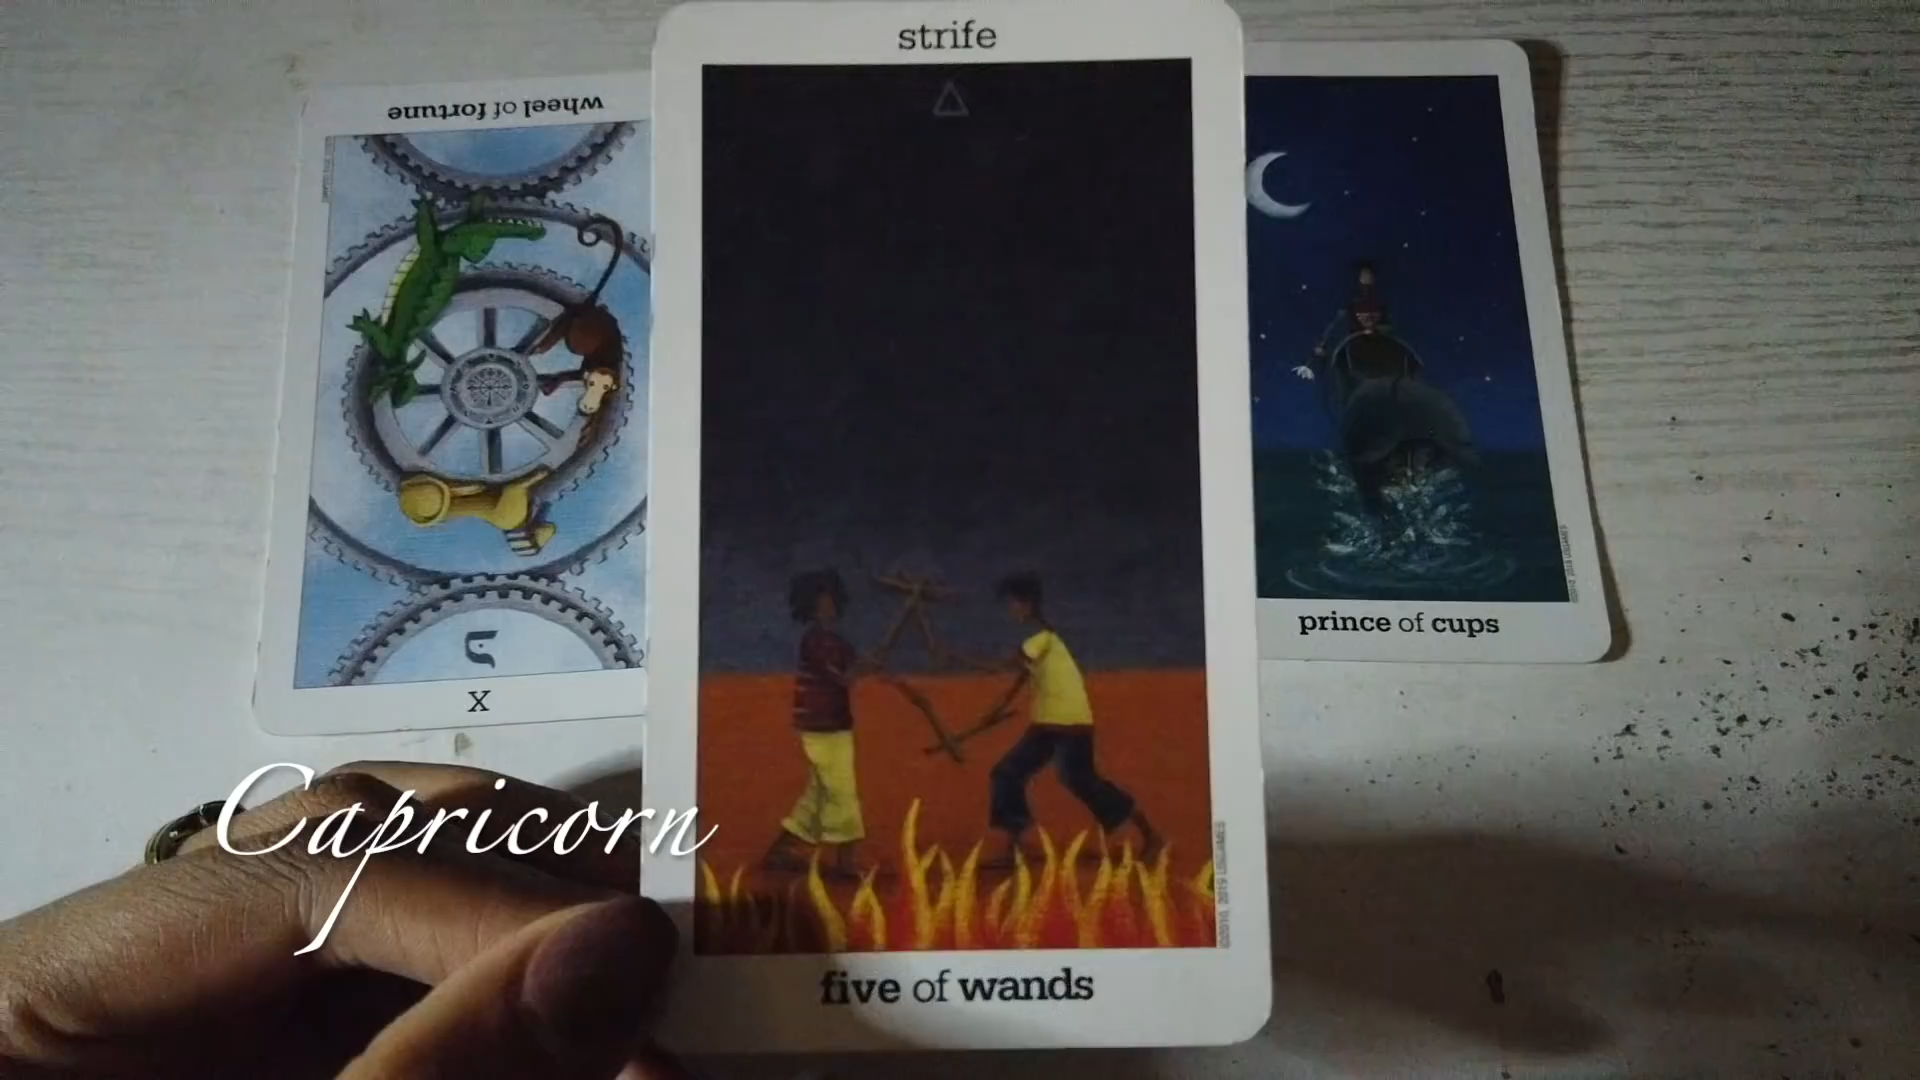 strife
wheel of fortune
X
prince of cups
Capricorn
five of wands